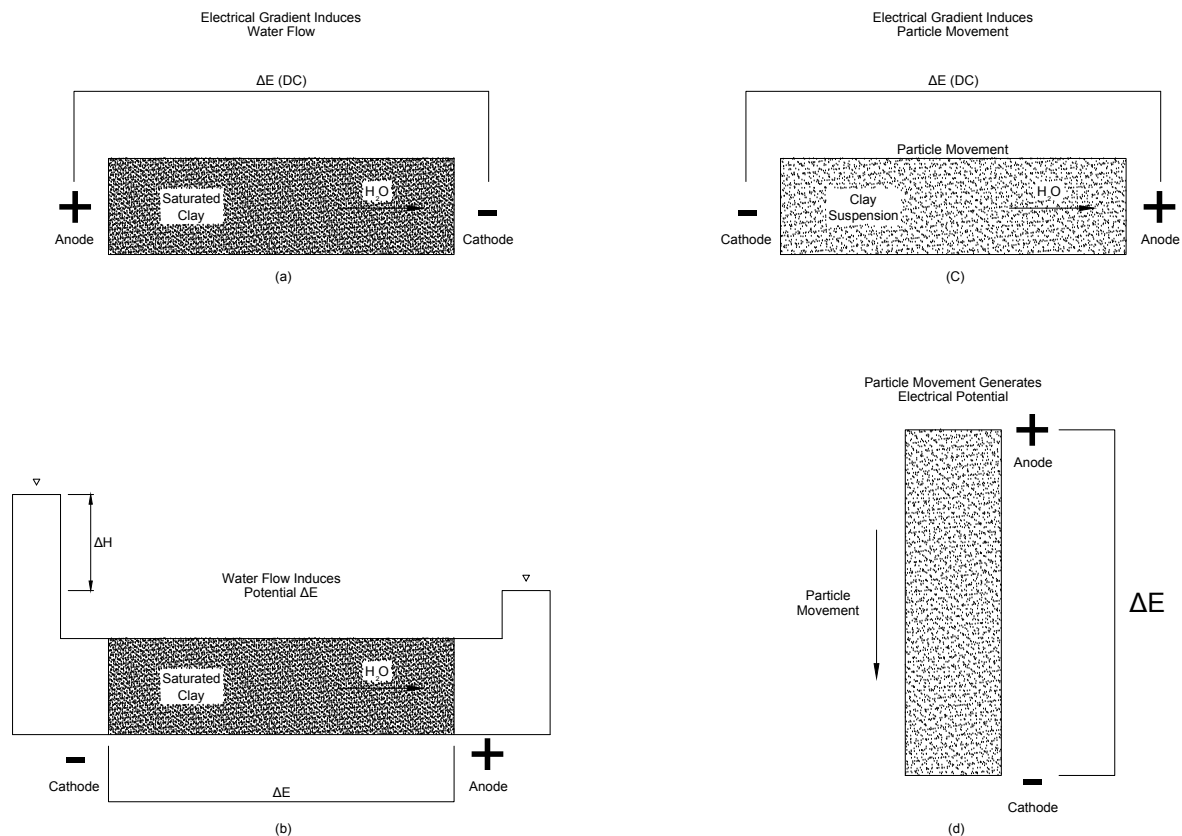 Electrical Gradient Induces
Water Flow
ΔE (DC)
+
Anode
Saturated
Clay
H2O
-
Cathode
(a)
Electrical Gradient Induces
Particle Movement
ΔE (DC)
Particle Movement
-
Cathode
Clay
Suspension
H2O
+
Anode
(C)
ΔH
Water Flow Induces
Potential ΔE
Saturated
Clay
H2O
-
Cathode
+
Anode
ΔE
(b)
Particle Movement Generates
Electrical Potential
+
Anode
Particle
Movement
ΔE
-
Cathode
(d)